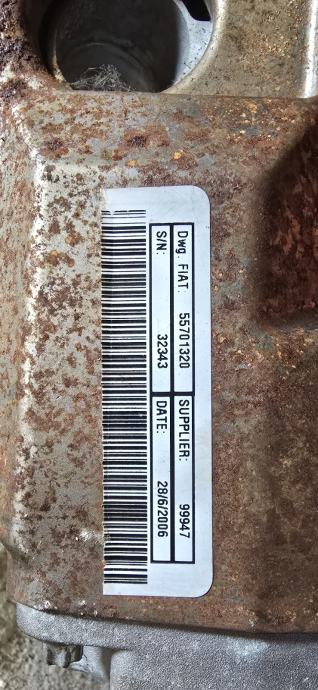 Dwg. FIAT: 55701320 SUPPLIER: 99947
S/N: 32343 DATE: 28/6/2006